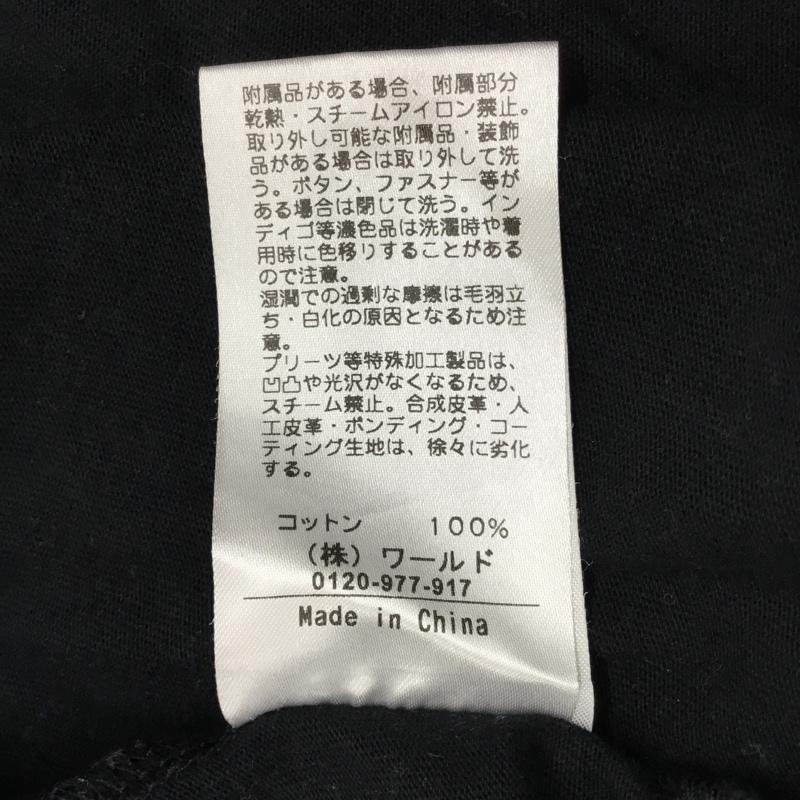 附属品がある場合、附属部分
乾熱・スチームアイロン禁止。
取り外し可能な附属品・装飾
品がある場合は取り外して洗
う。ボタン、ファスナー等が
ある場合は閉じて洗う。イン
ディゴ等濃色品は洗濯時や着
用時に色移りすることがある
ので注意。
湿潤での過剰な摩擦は毛羽立
ち・白化の原因となるため注
意。
プリーツ等特殊加工製品は、
凹凸や光沢がなくなるため、
スチーム禁止。合成皮革・人
工皮革・ボンディング・コー
ティング生地は、徐々に劣化
する。
コットン 100%
（株）ワールド
0120-977-917
Made in China